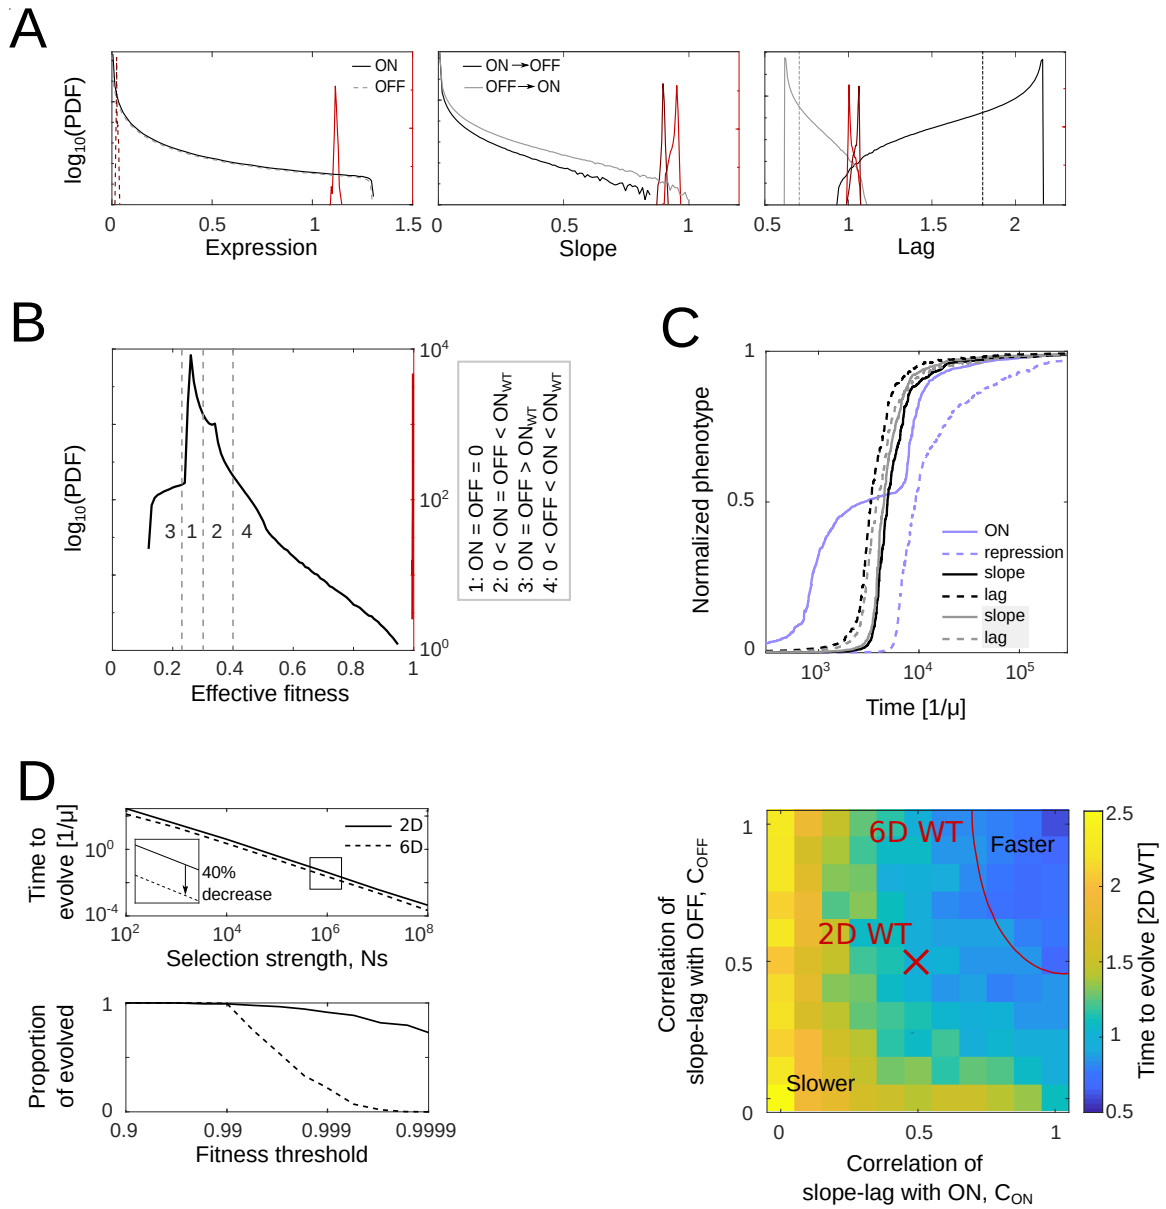 A
log10(PDF)
ON
OFF
0
0.5
1
1.5
Expression
ON→OFF
OFF→ON
0
0.5
1
Slope
0.5
1
1.5
2
Lag
B
log10(PDF)
3
1
2
4
10^4
10^2
10^0
0
0.2
0.4
0.6
0.8
1
Effective fitness
1: ON = OFF = 0
2: 0 < ON = OFF < ONWT
3: ON = OFF > ONWT
4: 0 < OFF < ON < ONWT
C
Normalized phenotype
1
0.5
0
ON
repression
slope
lag
slope
lag
10^3
10^4
10^5
Time [1/μ]
D
Time to
evolve [1/μ]
10^0
10^-4
2D
6D
40%
decrease
10^2
10^4
10^6
10^8
Selection strength, Ns
Proportion
of evolved
1
0
0.9
0.99
0.999
0.9999
Fitness threshold
Correlation of
slope-lag with OFF, COFF
1
0.5
0
6D WT
Faster
2D WT
Slower
0
0.5
1
Correlation of
slope-lag with ON, CON
2.5
2
1.5
1
0.5
Time to evolve [2D WT]